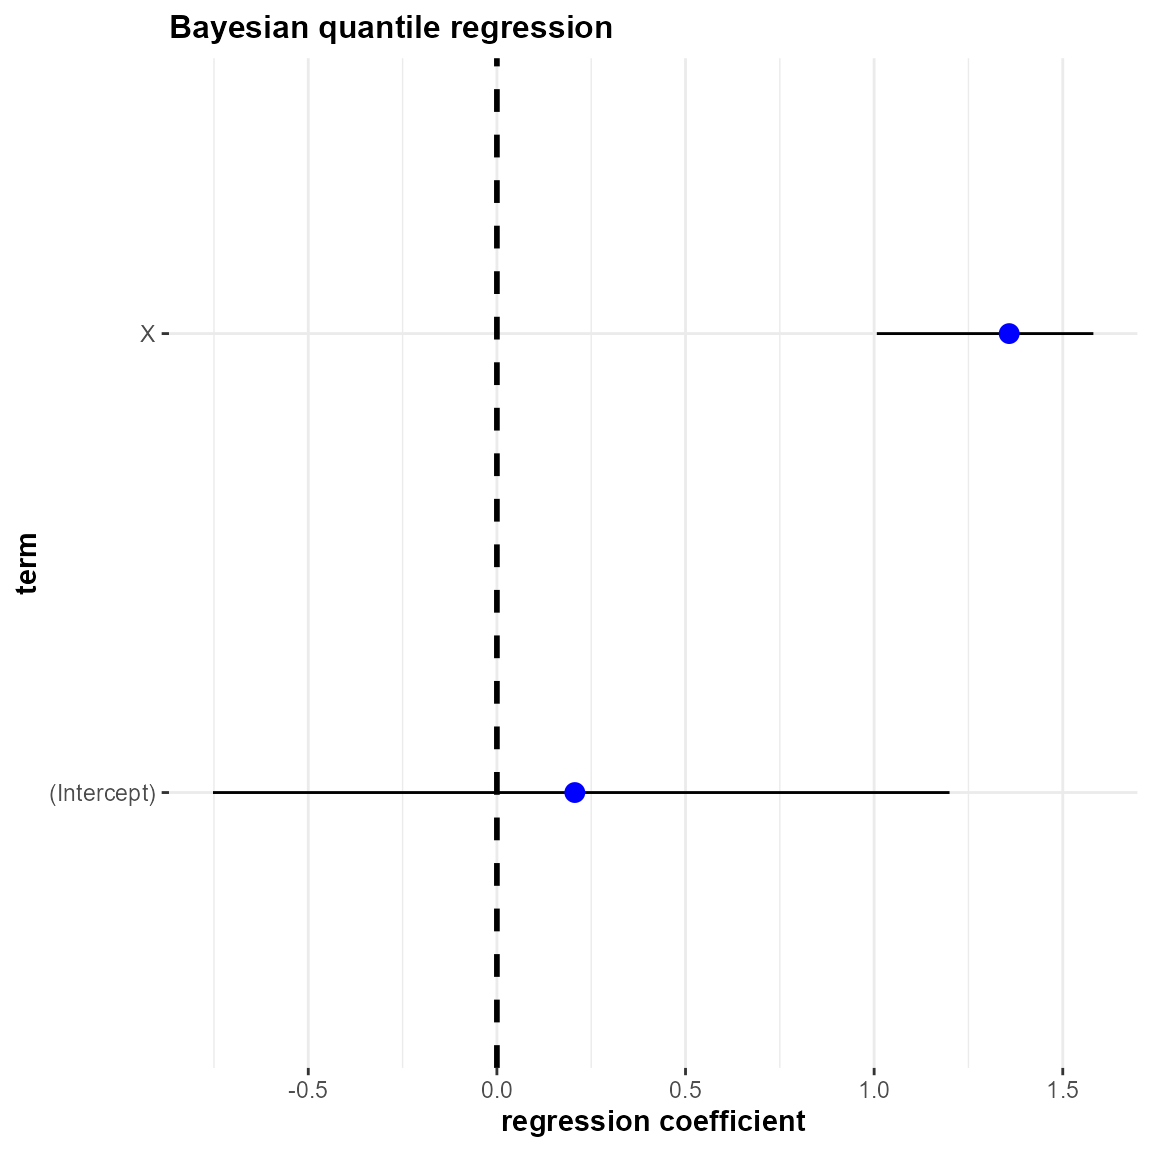 Bayesian quantile regression
term
X
(Intercept)
-0.5 0.0 0.5 1.0 1.5
regression coefficient